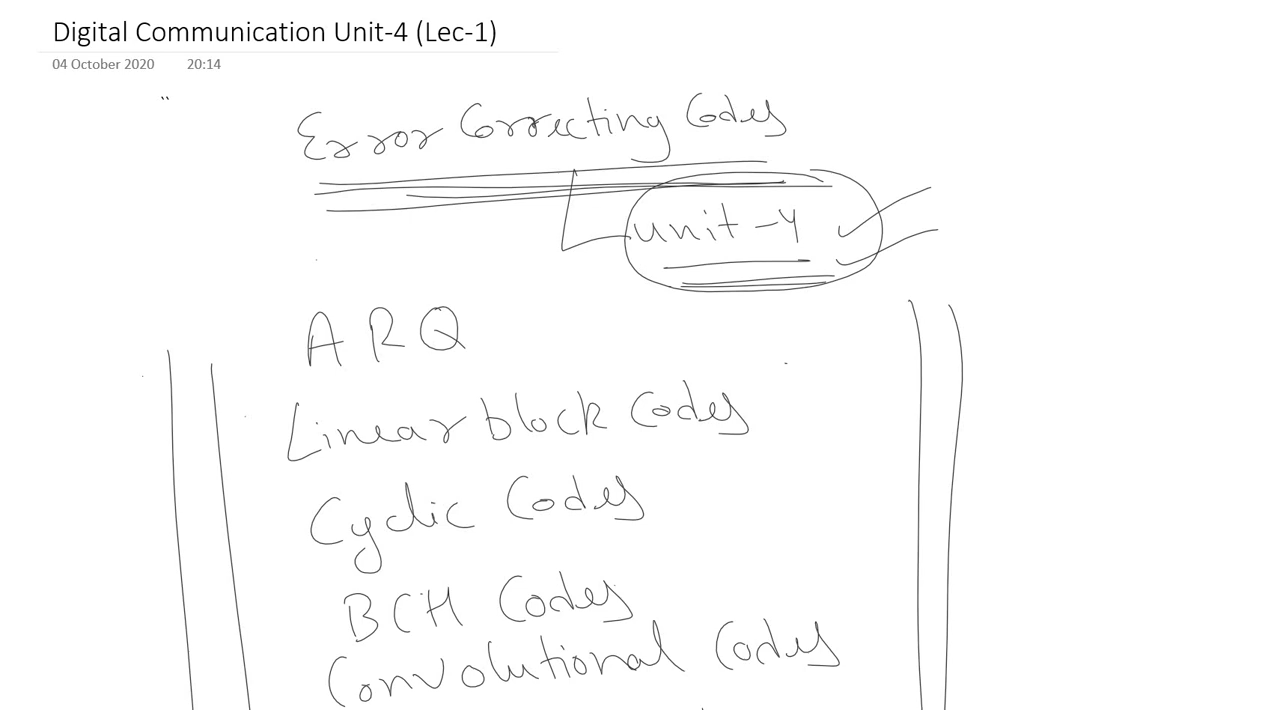 Digital Communication Unit-4 (Lec-1)
04 October 2020 20:14
Error Correcting Codes
unit-4
ARQ
Linear block Codes
Cyclic Codes
BCH Codes
Convolutional Codes